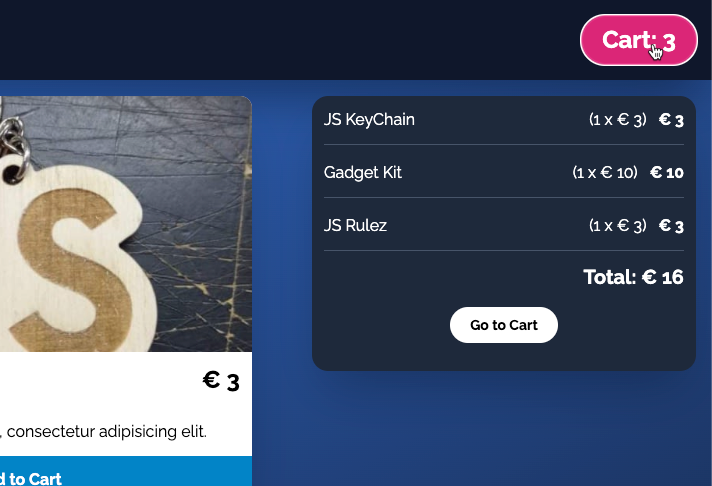 Cart: 3
JS KeyChain (1 x € 3) € 3
Gadget Kit (1 x € 10) € 10
JS Rulez (1 x € 3) € 3
Total: € 16
Go to Cart
S
€ 3
, consectetur adipisicing elit.
d to Cart